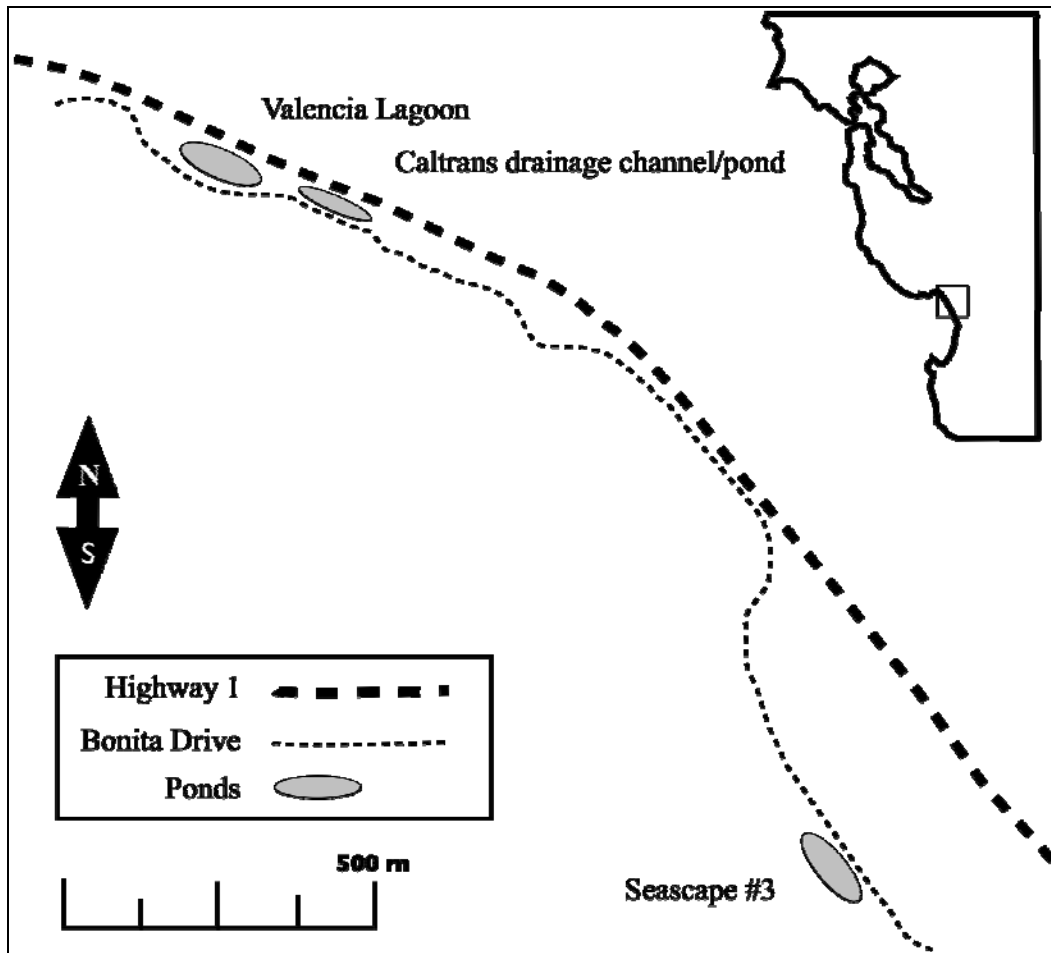 Valencia Lagoon
Caltrans drainage channel/pond
N
S
Highway 1
Bonita Drive
Ponds
500 m
Seascape #3